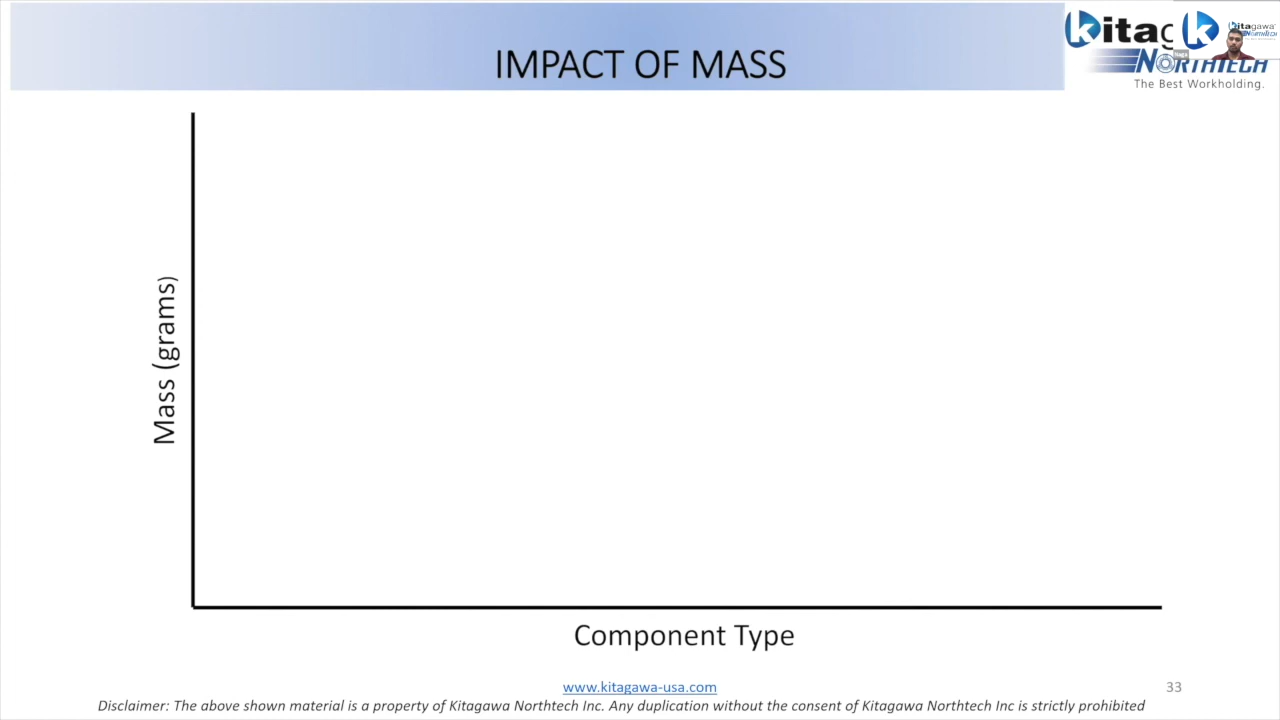 IMPACT OF MASS
kitag
NORTHTECH
The Best Workholding.
Mass (grams)
Component Type
www.kitagawa-usa.com
33
Disclaimer: The above shown material is a property of Kitagawa Northtech Inc. Any duplication without the consent of Kitagawa Northtech Inc is strictly prohibited